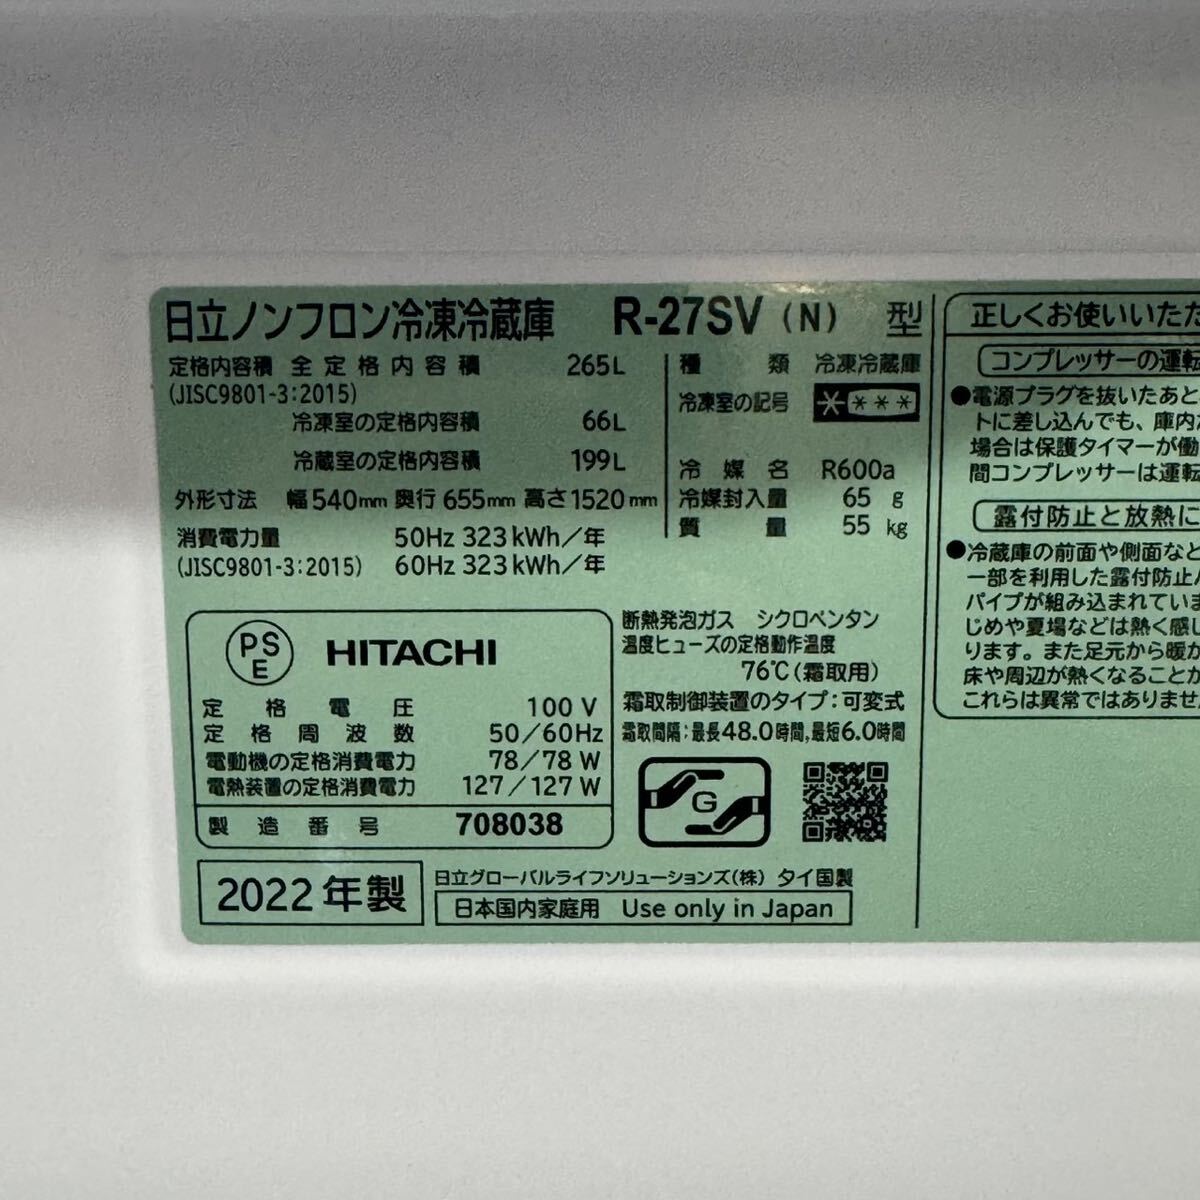 日立ノンフロン冷凍冷蔵庫 R-27SV (N) 型
定格内容積 全定格内容積 265L
(JISC9801-3:2015)
冷凍室の定格内容積 66L
冷蔵室の定格内容積 199L
外形寸法 幅540mm 奥行655mm 高さ1520mm
消費電力量 50Hz 323kWh/年
(JISC9801-3:2015) 60Hz 323kWh/年
種類 冷凍冷蔵庫
冷凍室の記号 ****
冷媒名 R600a
冷媒封入量 65 g
質量 55 kg
PSE HITACHI
定格電圧 100V
定格周波数 50/60Hz
電動機の定格消費電力 78/78W
電熱装置の定格消費電力 127/127W
製造番号 708038
断熱発泡ガス シクロペンタン
温度ヒューズの定格動作温度
76℃(霜取用)
霜取制御装置のタイプ:可変式
霜取間隔:最長48.0時間,最短6.0時間
G
2022年製
日立グローバルライフソリューションズ(株) タイ国製
日本国内家庭用 Use only in Japan
正しくお使いいただ
コンプレッサーの運転
●電源プラグを抜いたあと
トに差し込んでも、庫内
場合は保護タイマーが働
間コンプレッサーは運転
露付防止と放熱に
●冷蔵庫の前面や側面など
一部を利用した露付防止
パイプが組み込まれていま
じめや夏場などは熱く感じ
ります。また足元から暖か
床や周辺が熱くなることが
これらは異常ではありませ